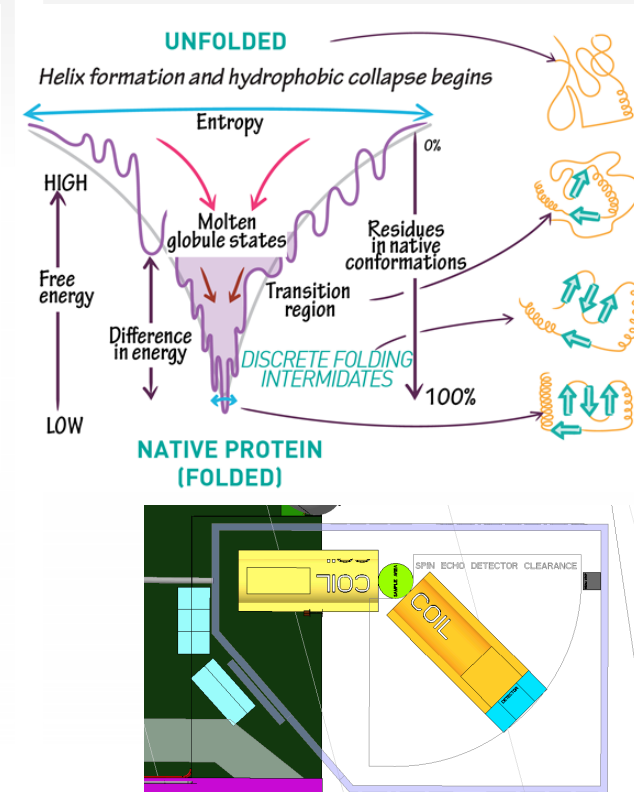 UNFOLDED
Helix formation and hydrophobic collapse begins
Entropy
0%
HIGH
Molten
globule states
Residues
in native
conformations
Free
energy
Transition
region
Difference
in energy
DISCRETE FOLDING
INTERMIDATES
100%
LOW
NATIVE PROTEIN
(FOLDED)
SPIN ECHO DETECTOR CLEARANCE
COIL
SAMPLE AREA
COIL
DETECTOR